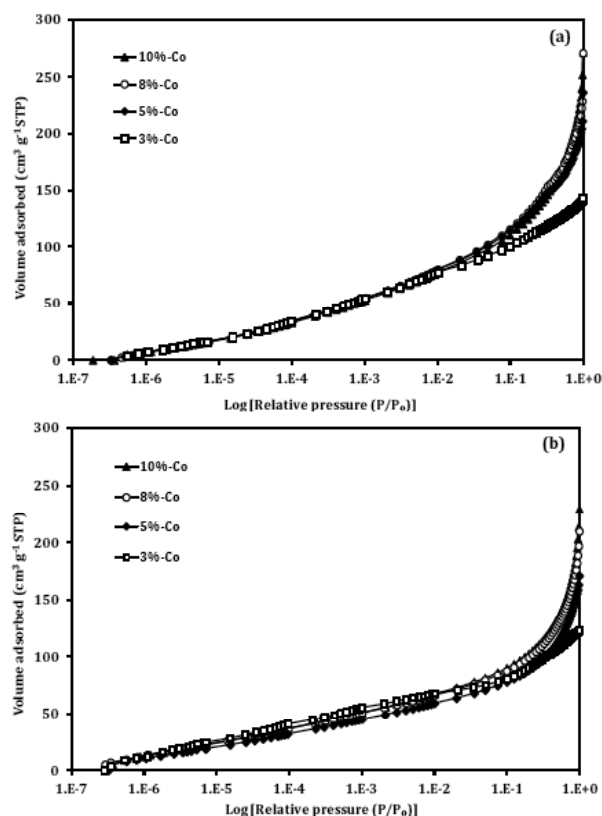 300
(a)
10%-Co
250
8%-Co
200
5%-Co
3%-Co
150
100
50
0
Volume adsorbed (cm³ g⁻¹ STP)
1.E-7 1.E-6 1.E-5 1.E-4 1.E-3 1.E-2 1.E-1 1.E+0
Log[Relative pressure (P/Pₒ)]
300
(b)
10%-Co
250
8%-Co
200
5%-Co
3%-Co
150
100
50
0
Volume adsorbed (cm³ g⁻¹ STP)
1.E-7 1.E-6 1.E-5 1.E-4 1.E-3 1.E-2 1.E-1 1.E+0
Log[Relative pressure (P/Pₒ)]